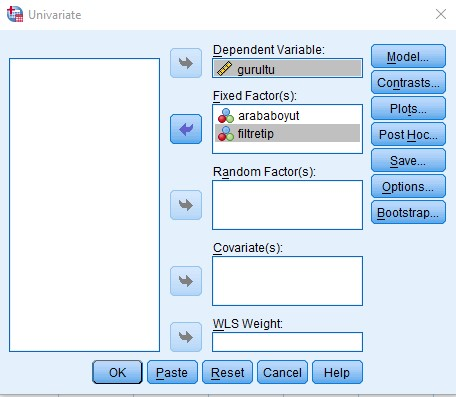 Univariate
Dependent Variable:
gurultu
Fixed Factor(s):
arababoyut
filtretip
Random Factor(s):
Covariate(s):
WLS Weight:
Model...
Contrasts...
Plots...
Post Hoc...
Save...
Options...
Bootstrap...
OK Paste Reset Cancel Help